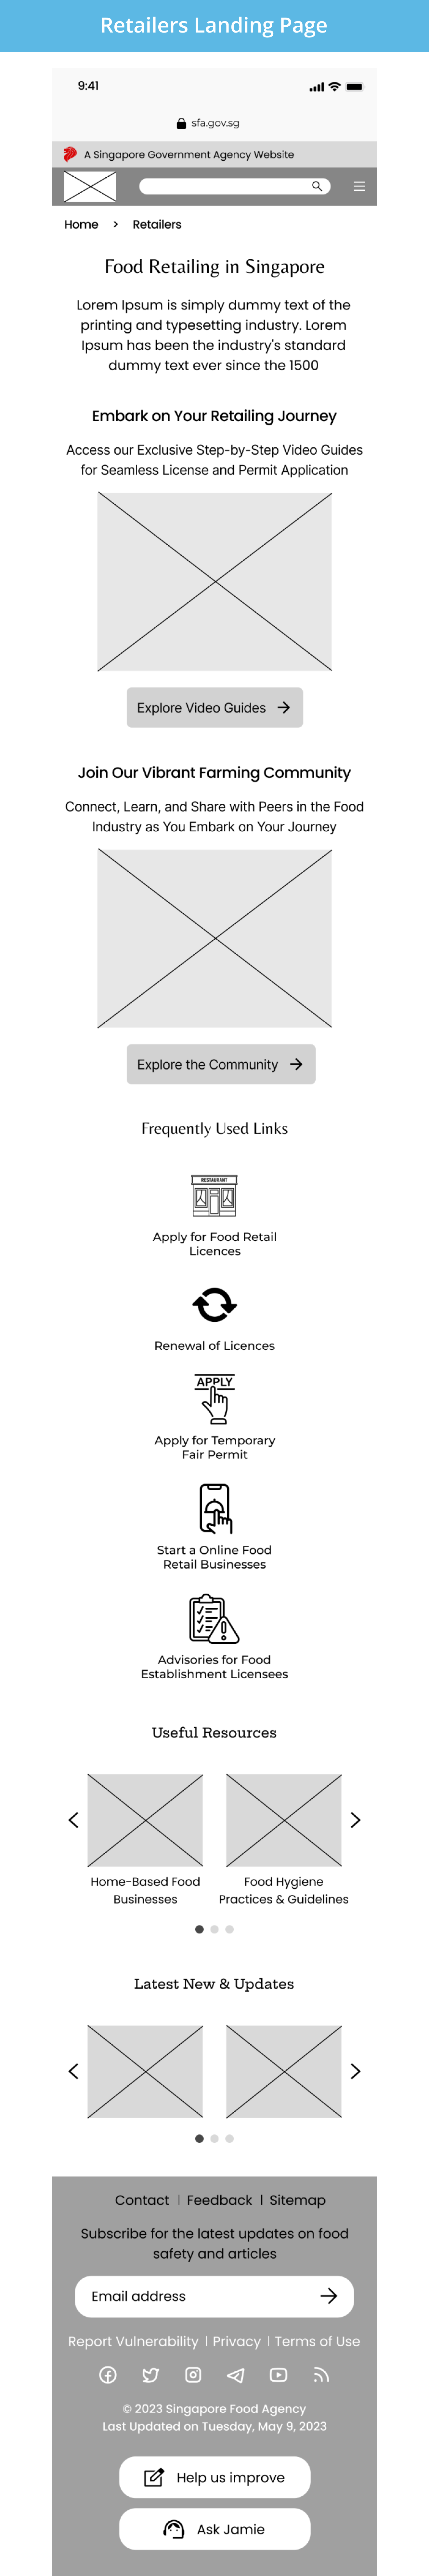 Retailers Landing Page
9:41
sfa.gov.sg
A Singapore Government Agency Website
Home > Retailers
Food Retailing in Singapore
Lorem Ipsum is simply dummy text of the
printing and typesetting industry. Lorem
Ipsum has been the industry's standard
dummy text ever since the 1500
Embark on Your Retailing Journey
Access our Exclusive Step-by-Step Video Guides
for Seamless License and Permit Application
Explore Video Guides
Join Our Vibrant Farming Community
Connect, Learn, and Share with Peers in the Food
Industry as You Embark on Your Journey
Explore the Community
Frequently Used Links
RESTAURANT
Apply for Food Retail
Licences
Renewal of Licences
APPLY
Apply for Temporary
Fair Permit
Start a Online Food
Retail Businesses
Advisories for Food
Establishment Licensees
Useful Resources
Home-Based Food
Businesses
Food Hygiene
Practices & Guidelines
Latest New & Updates
Contact | Feedback | Sitemap
Subscribe for the latest updates on food
safety and articles
Email address
Report Vulnerability | Privacy | Terms of Use
© 2023 Singapore Food Agency
Last Updated on Tuesday, May 9, 2023
Help us improve
Ask Jamie